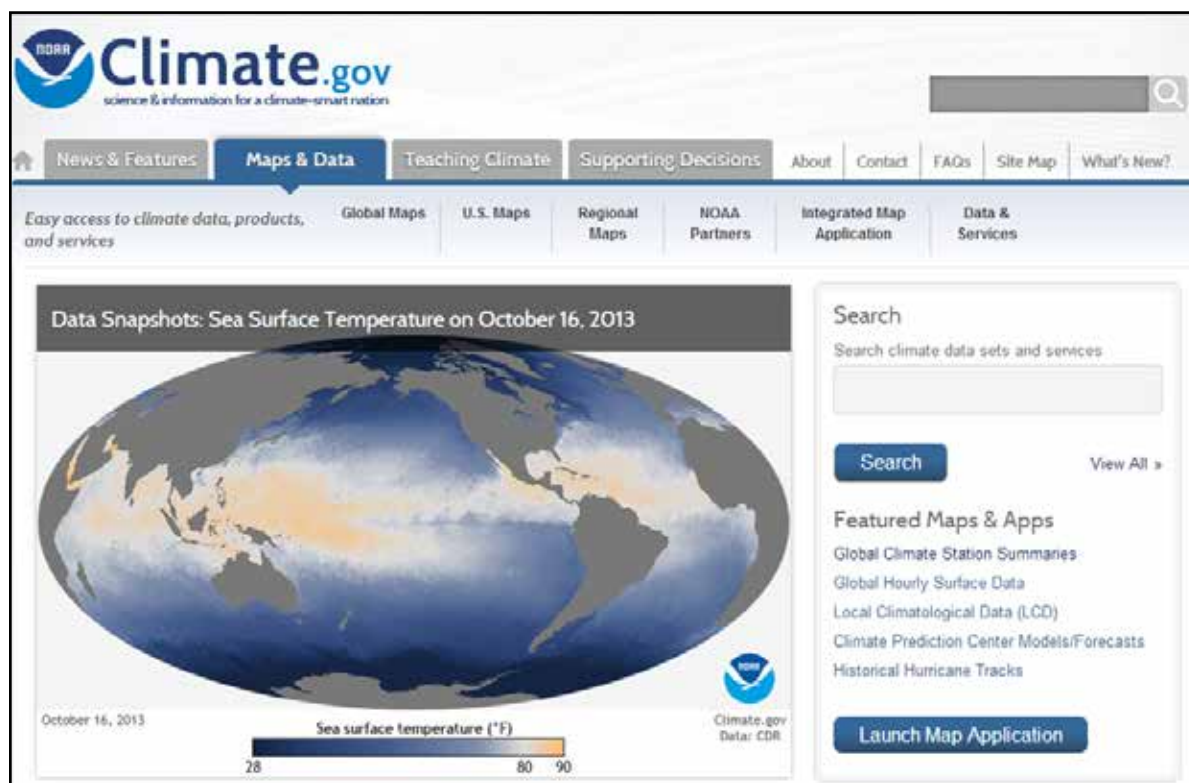 NOAA
Climate.gov
science & information for a climate-smart nation
News & Features
Maps & Data
Teaching Climate
Supporting Decisions
About
Contact
FAQs
Site Map
What's New?
Easy access to climate data, products,
and services
Global Maps
U.S. Maps
Regional
Maps
NOAA
Partners
Integrated Map
Application
Data &
Services
Data Snapshots: Sea Surface Temperature on October 16, 2013
NOAA
October 16, 2013
Sea surface temperature (°F)
28
80
90
Climate.gov
Data: CDR
Search
Search climate data sets and services
Search
View All »
Featured Maps & Apps
Global Climate Station Summaries
Global Hourly Surface Data
Local Climatological Data (LCD)
Climate Prediction Center Models/Forecasts
Historical Hurricane Tracks
Launch Map Application